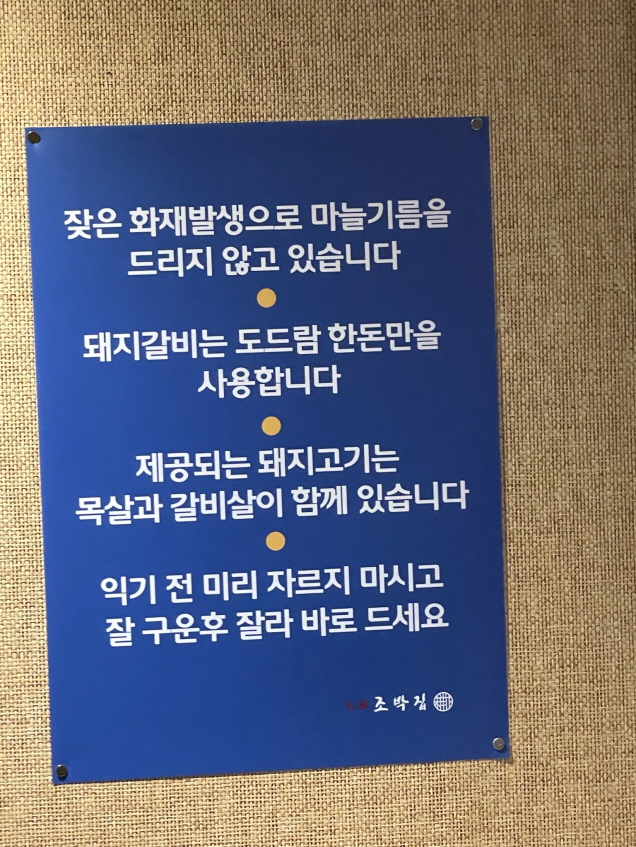 잦은 화재발생으로 마늘기름을
드리지 않고 있습니다
돼지갈비는 도드람 한돈만을
사용합니다
제공되는 돼지고기는
목살과 갈비살이 함께 있습니다
익기 전 미리 자르지 마시고
잘 구운후 잘라 바로 드세요
조박집